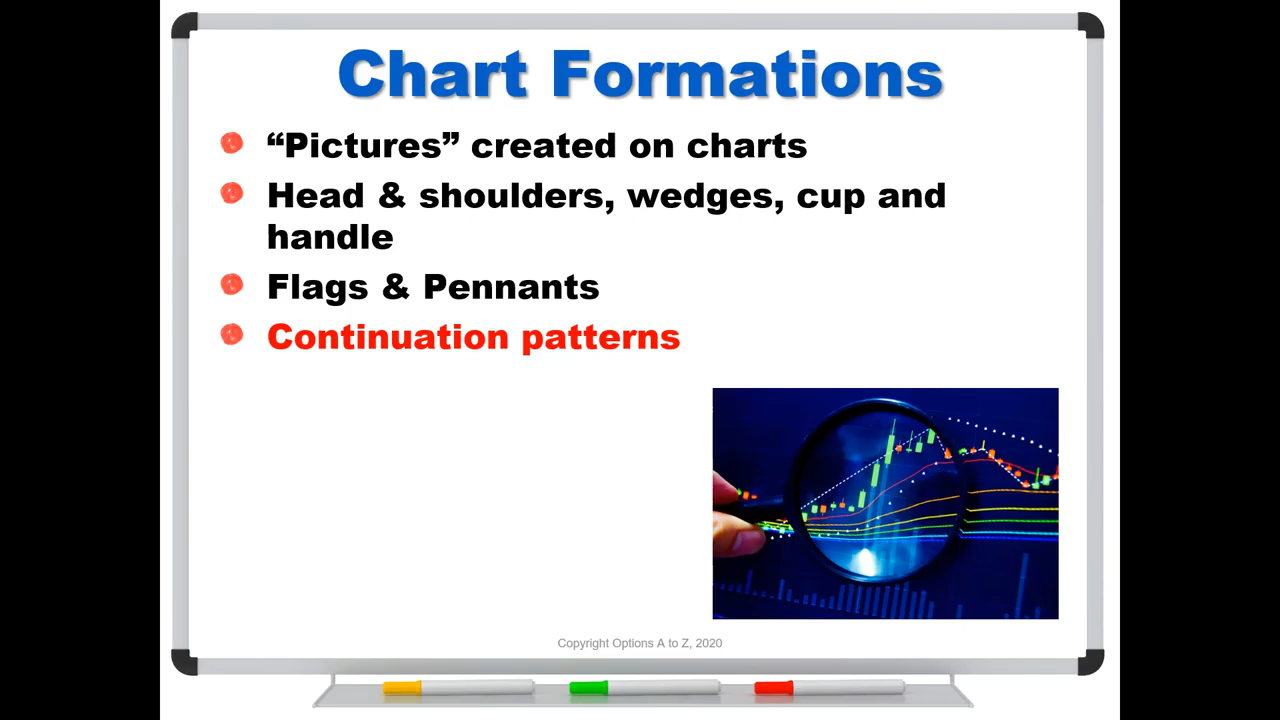 Chart Formations
“Pictures” created on charts
Head & shoulders, wedges, cup and
handle
Flags & Pennants
Continuation patterns
Copyright Options A to Z, 2020